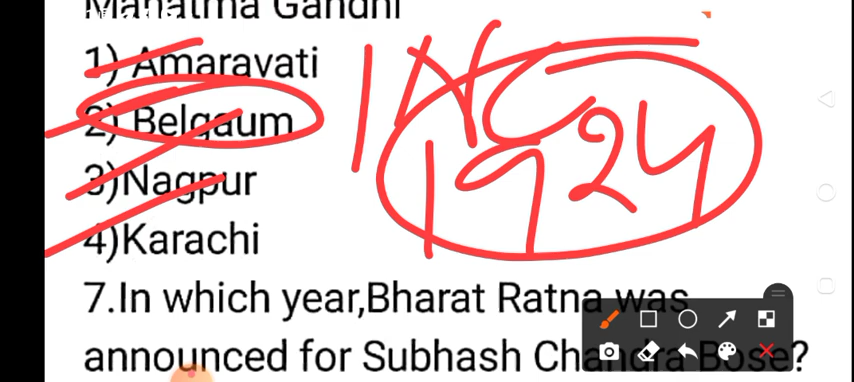 Mahatma Gandhi
1) Amaravati
2) Belgaum
3)Nagpur
4)Karachi
INC
1924
7.In which year,Bharat Ratna was
announced for Subhash Chandra Bose?